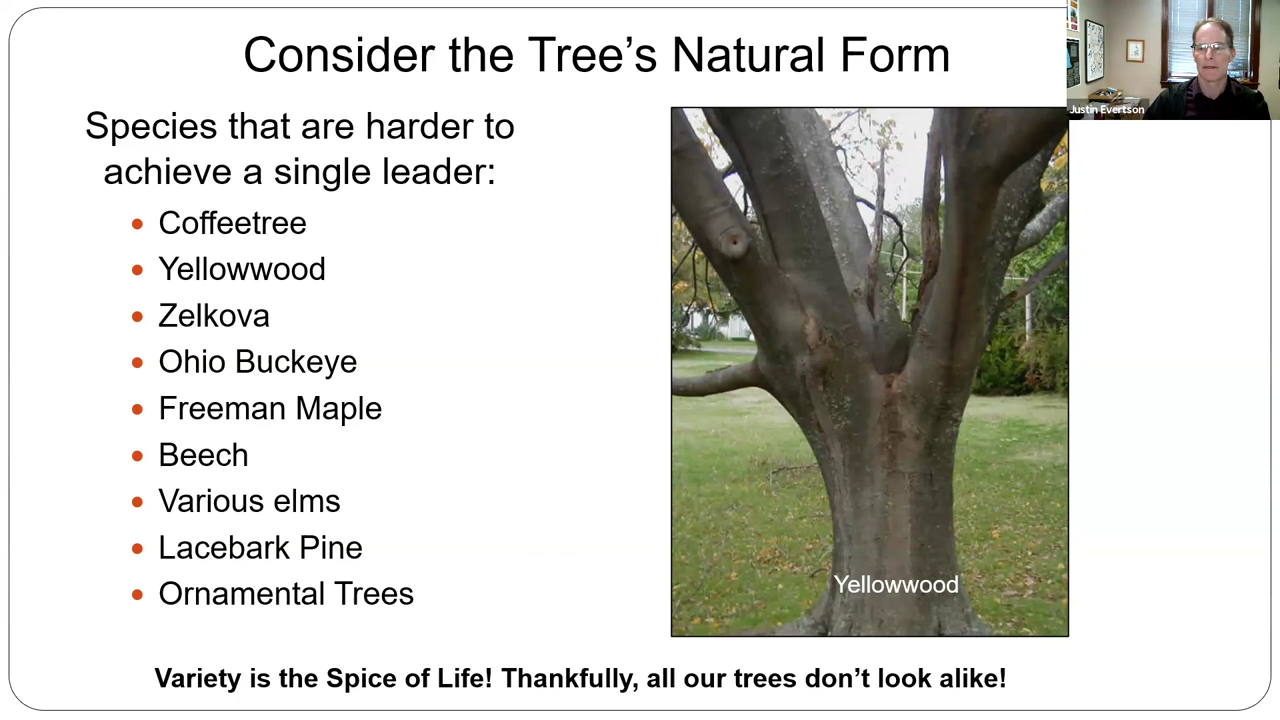 Consider the Tree’s Natural Form
Justin Evertson
Species that are harder to
achieve a single leader:
Coffeetree
Yellowwood
Zelkova
Ohio Buckeye
Freeman Maple
Beech
Various elms
Lacebark Pine
Ornamental Trees
Yellowwood
Variety is the Spice of Life! Thankfully, all our trees don’t look alike!